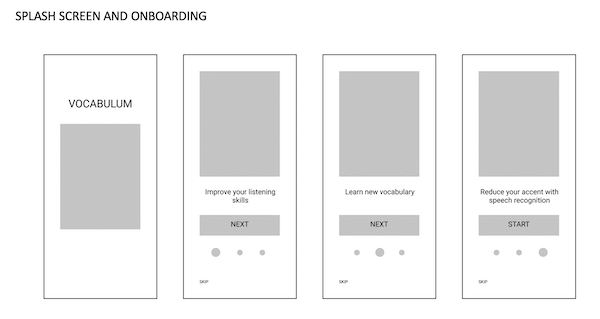 SPLASH SCREEN AND ONBOARDING
VOCABULUM
Improve your listening
skills
NEXT
SKIP
Learn new vocabulary
NEXT
SKIP
Reduce your accent with
speech recognition
START
SKIP